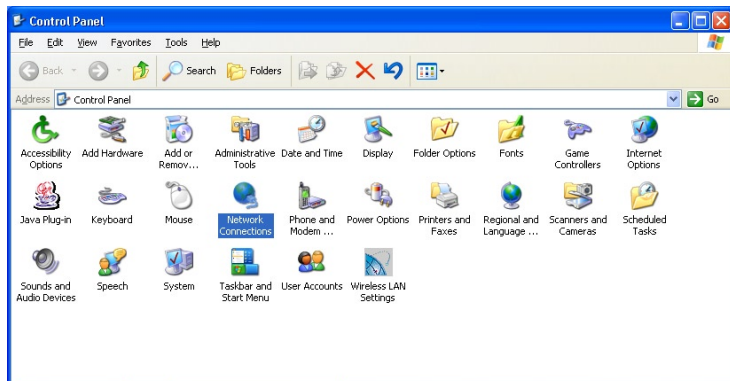 Control Panel
File Edit View Favorites Tools Help
Back Search Folders
Address Control Panel Go
Accessibility Options
Add Hardware
Add or Remov...
Administrative Tools
Date and Time
Display
Folder Options
Fonts
Game Controllers
Internet Options
Java Plug-in
Keyboard
Mouse
Network Connections
Phone and Modem ...
Power Options
Printers and Faxes
Regional and Language ...
Scanners and Cameras
Scheduled Tasks
Sounds and Audio Devices
Speech
System
Taskbar and Start Menu
User Accounts
Wireless LAN Settings